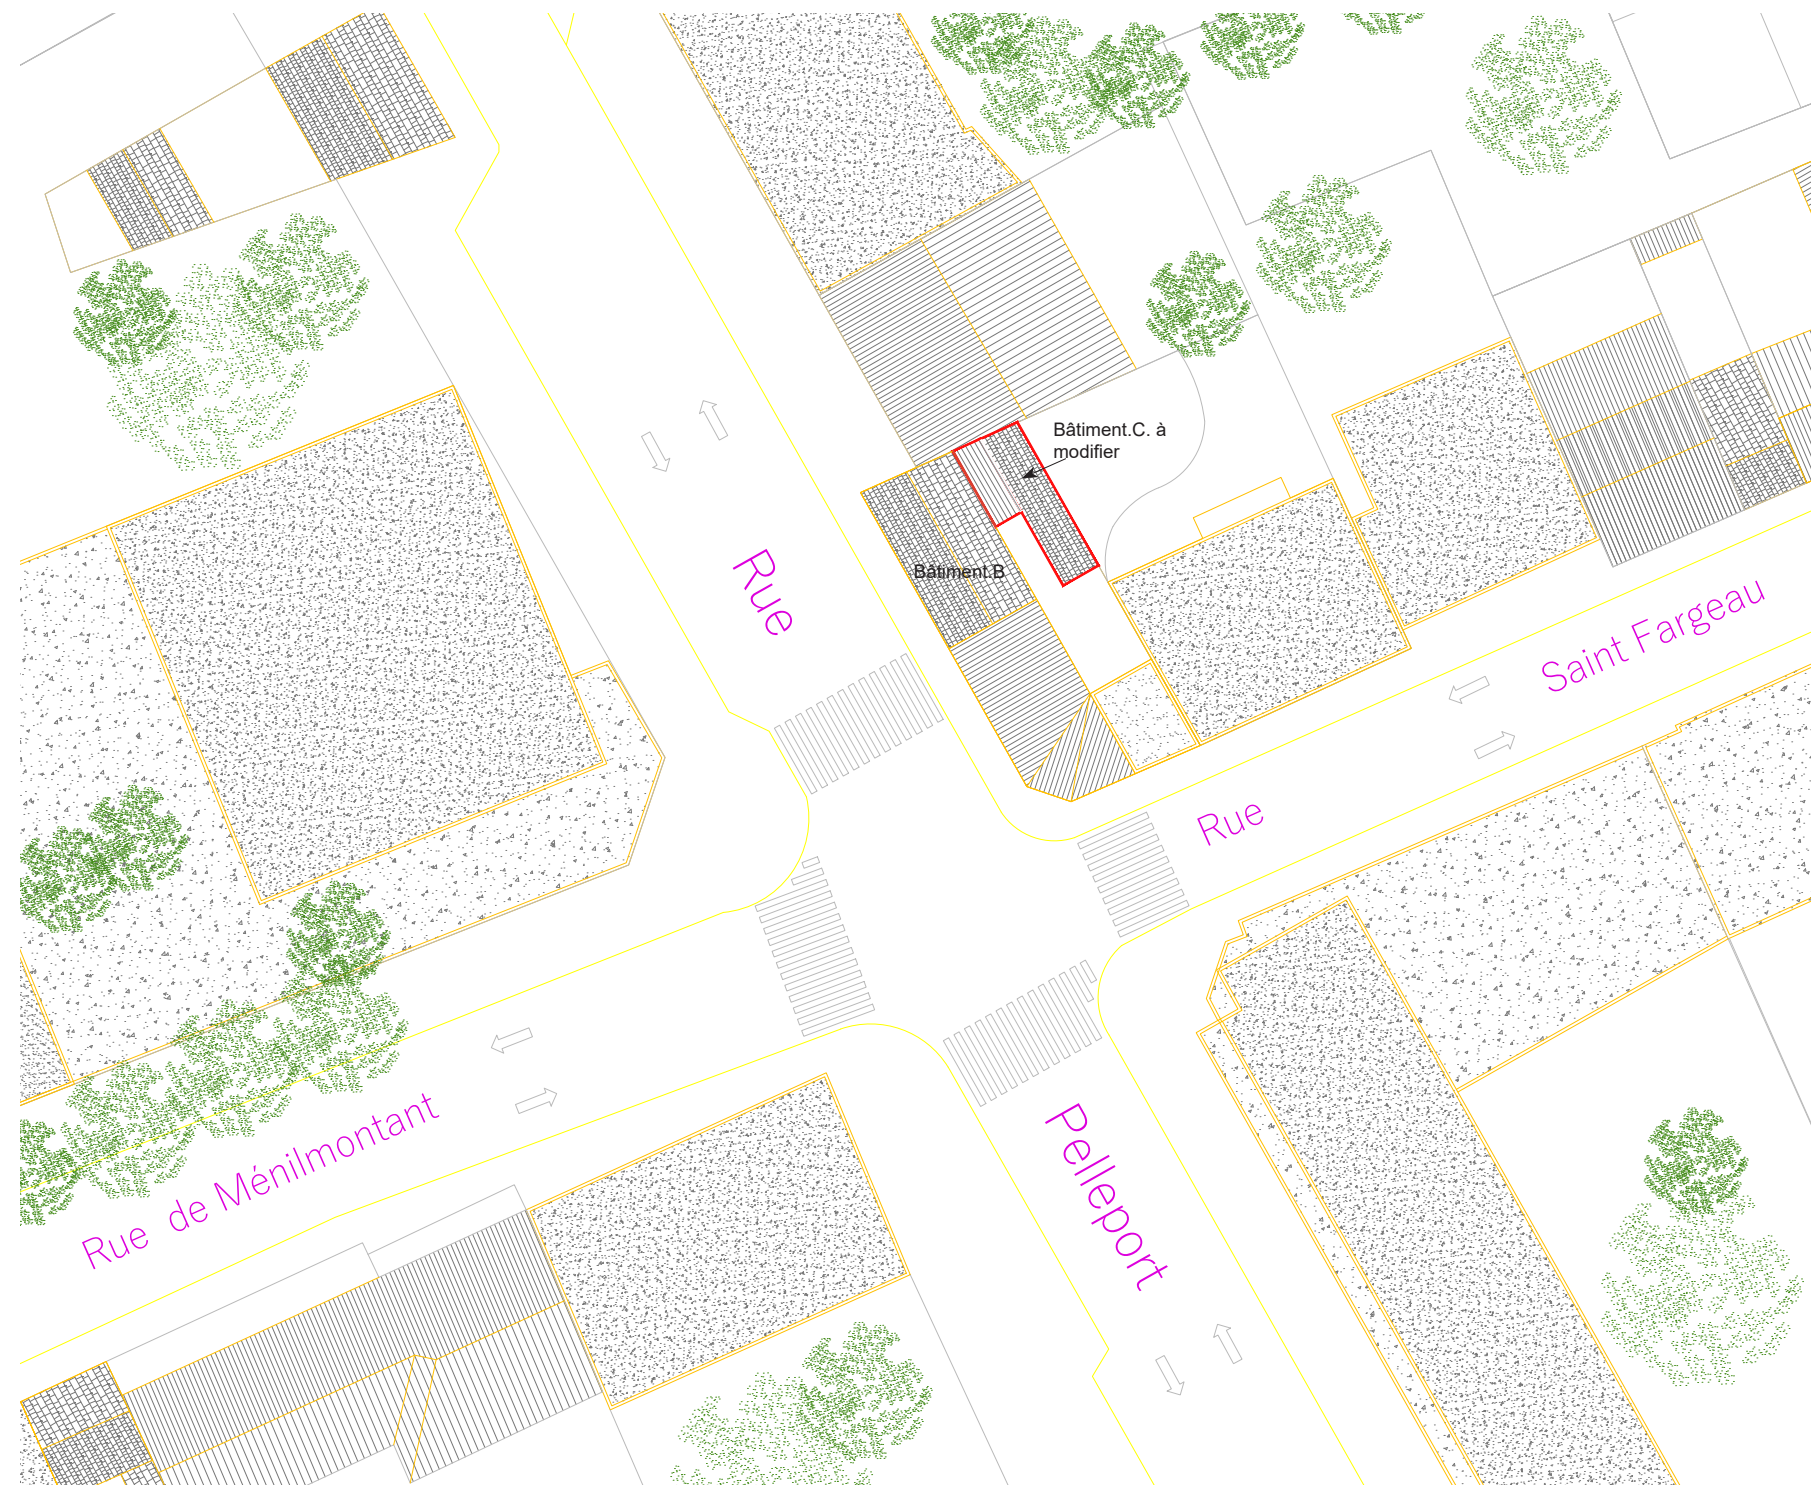 Bâtiment.C. à
modifier
Rue
Bâtiment.B
Saint Fargeau
Rue
Rue de Ménilmontant
Pelleport